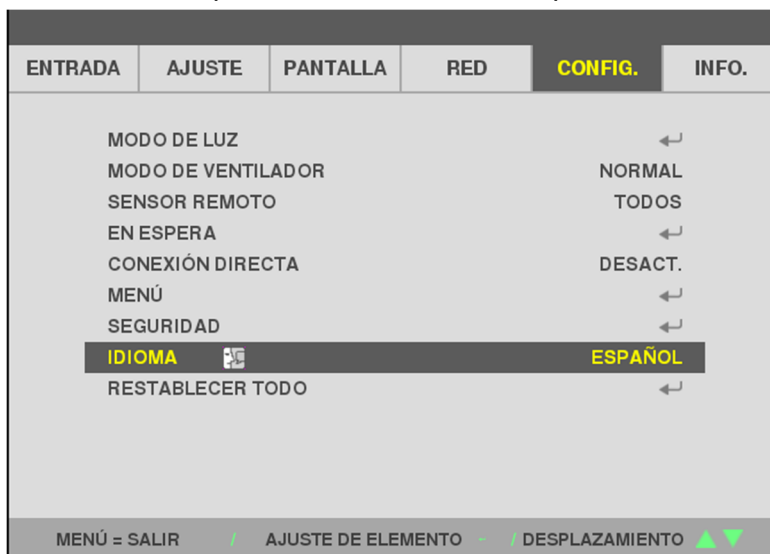 ENTRADA AJUSTE PANTALLA RED CONFIG. INFO.
MODO DE LUZ
MODO DE VENTILADOR NORMAL
SENSOR REMOTO TODOS
EN ESPERA
CONEXIÓN DIRECTA DESACT.
MENÚ
SEGURIDAD
IDIOMA ESPAÑOL
RESTABLECER TODO
MENÚ = SALIR / AJUSTE DE ELEMENTO - / DESPLAZAMIENTO ▲▼